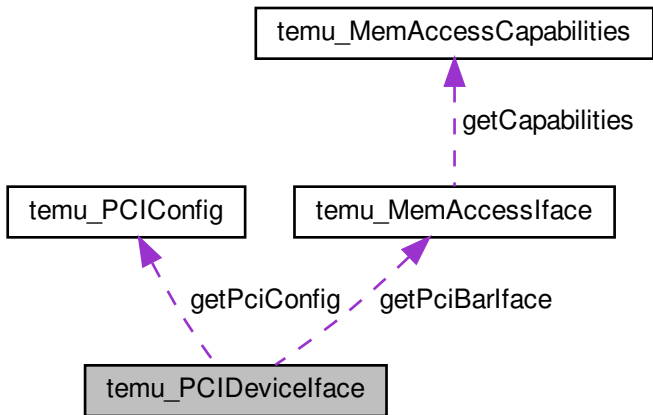 temu_MemAccessCapabilities
getCapabilities
temu_PCIConfig
temu_MemAccessIface
getPciConfig
getPciBarIface
temu_PCIDeviceIface